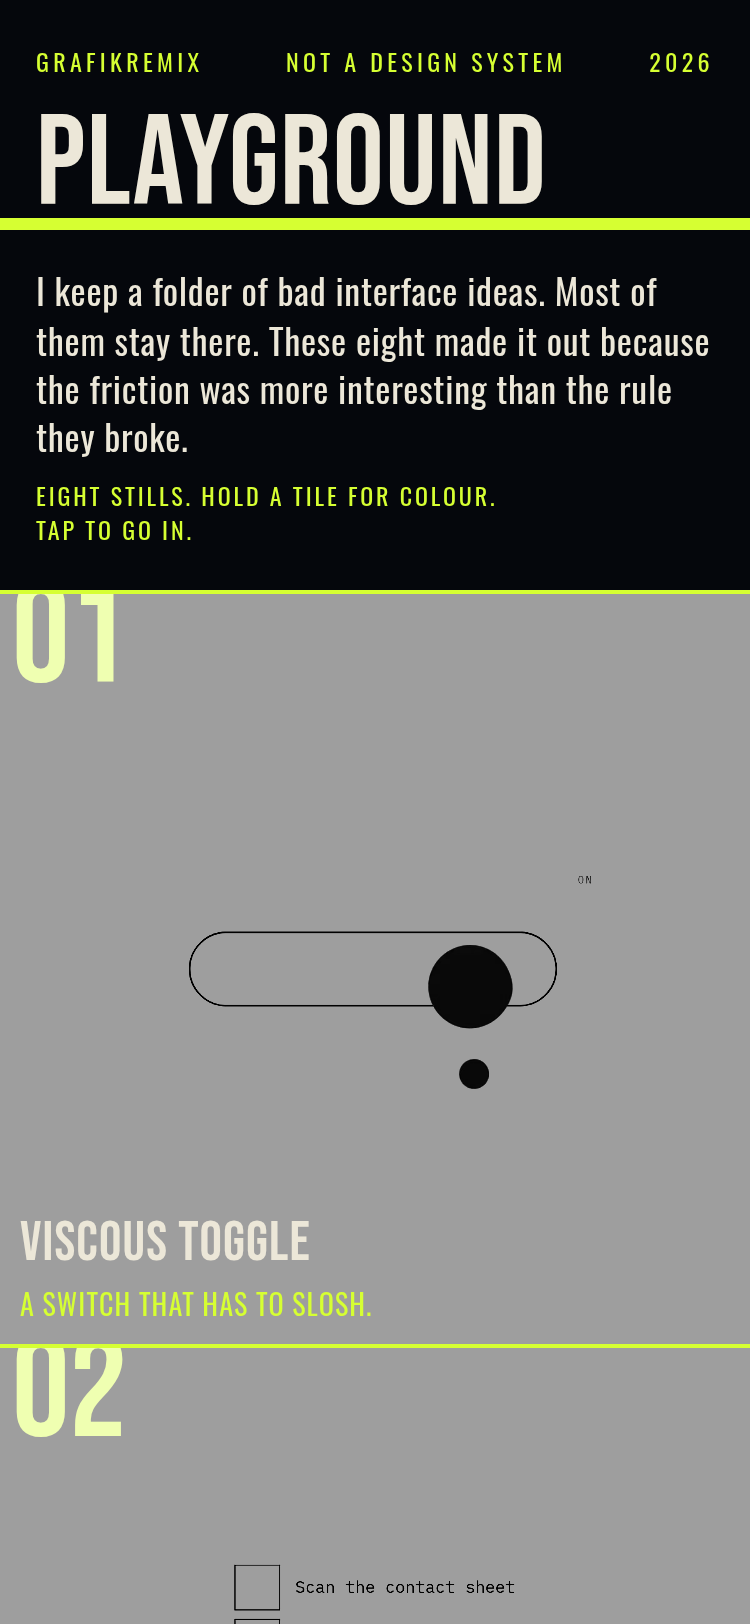 GRAFIKREMIX NOT A DESIGN SYSTEM 2026
PLAYGROUND
I keep a folder of bad interface ideas. Most of
them stay there. These eight made it out because
the friction was more interesting than the rule
they broke.
EIGHT STILLS. HOLD A TILE FOR COLOUR.
TAP TO GO IN.
01
ON
VISCOUS TOGGLE
A SWITCH THAT HAS TO SLOSH.
02
Scan the contact sheet